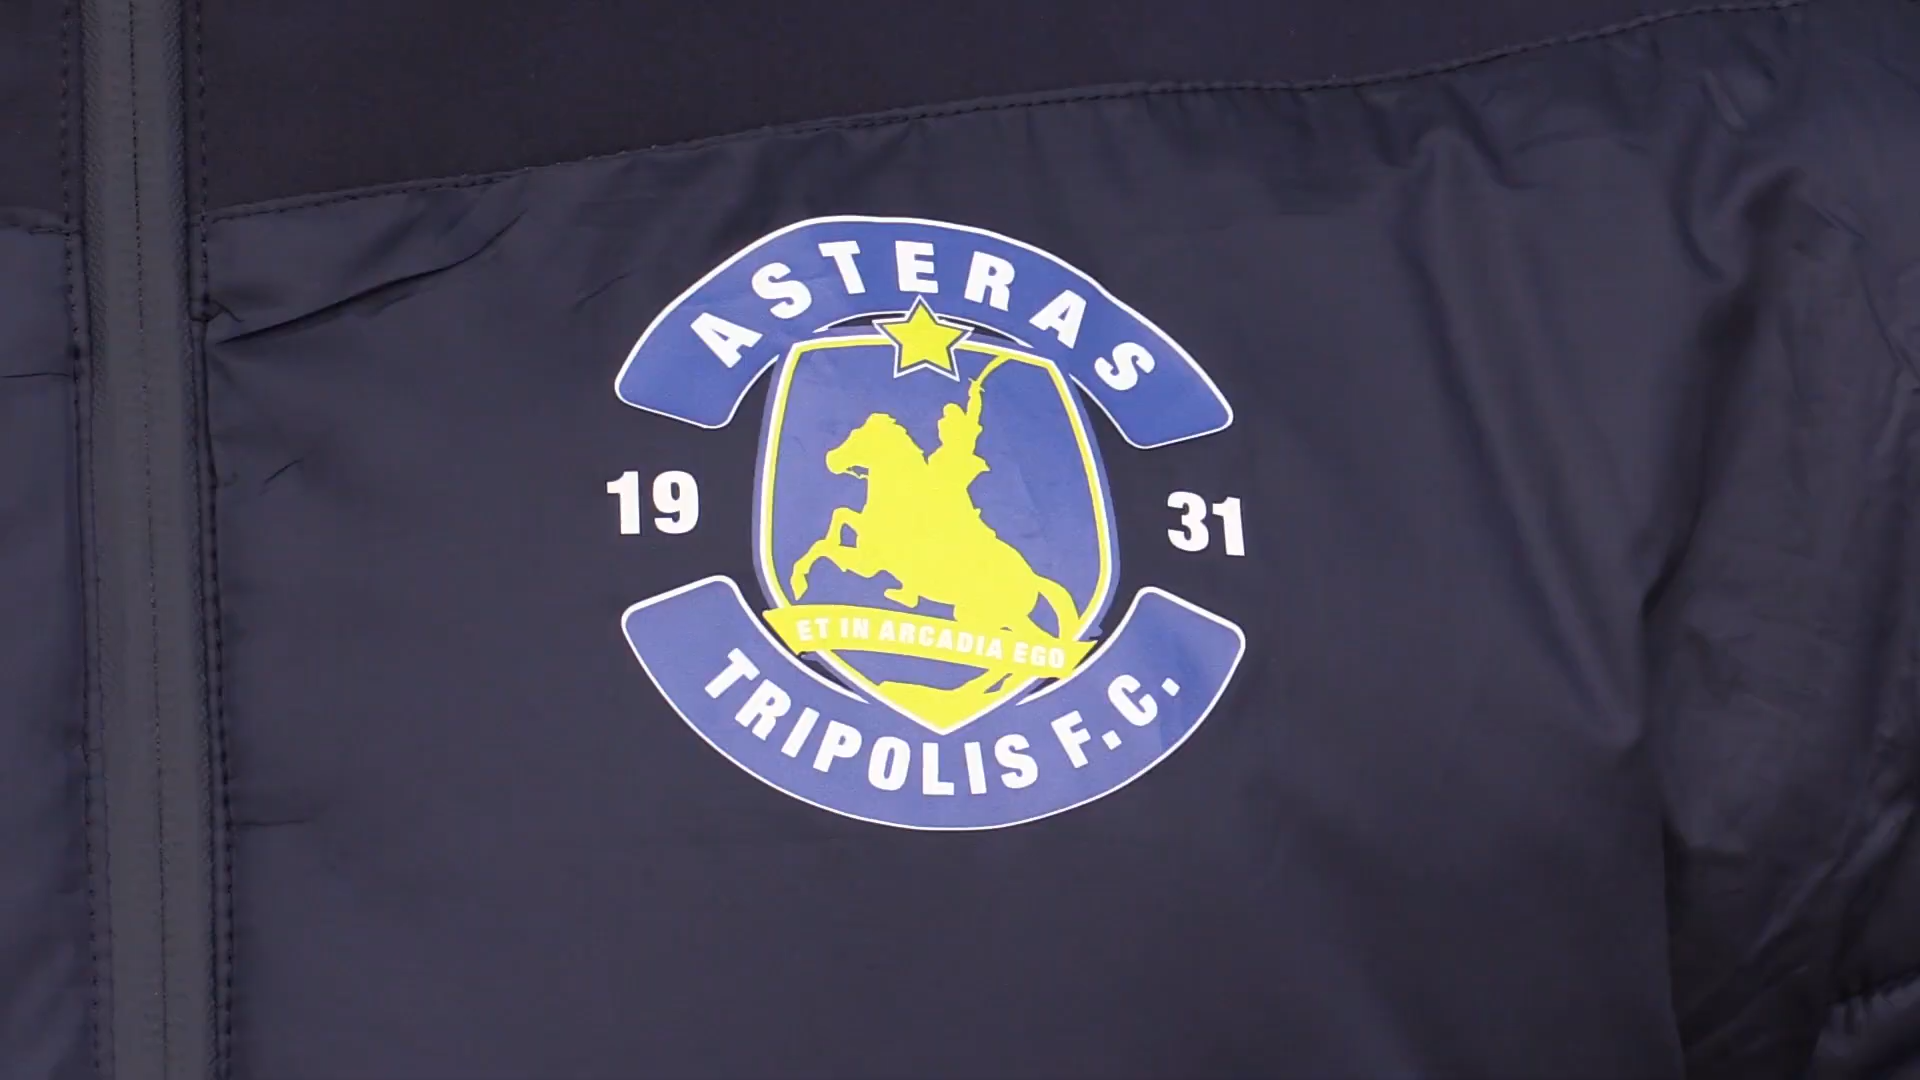 ASTERAS
19 31
ET IN ARCADIA EGO
TRIPOLIS F.C.